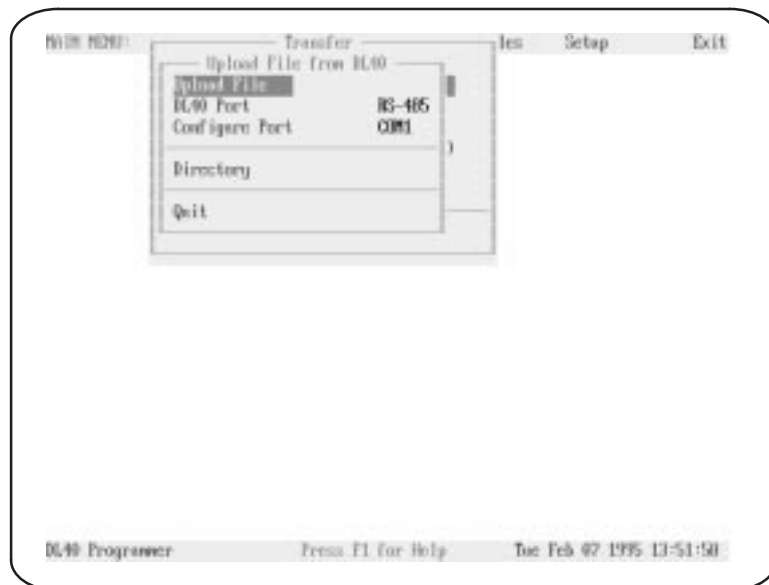 MAIN MENU: Transfer les Setup Exit
Upload File from DL40
Upload File
DL40 Port RS-485
Configure Port COM1
)
Directory
Quit
DL40 Programmer Press F1 for Help Tue Feb 07 1995 13:51:50